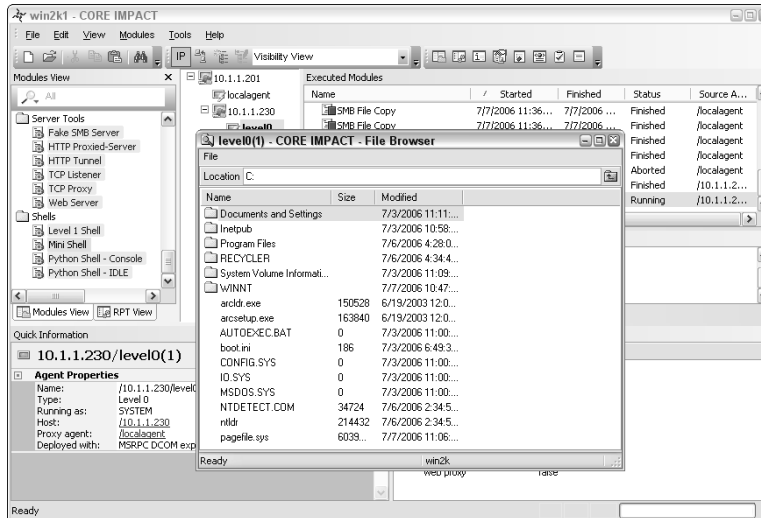 win2k1 - CORE IMPACT
File Edit View Modules Tools Help
IP Visibility View
Modules View
All
Server Tools
Fake SMB Server
HTTP Proxied-Server
HTTP Tunnel
TCP Listener
TCP Proxy
Web Server
Shells
Level 1 Shell
Mini Shell
Python Shell - Console
Python Shell - IDLE
Modules View RPT View
10.1.1.201
localagent
10.1.1.230
level0
Executed Modules
Name / Started Finished Status Source A...
SMB File Copy 7/7/2006 11:36... 7/7/2006 ... Finished /localagent
SMB File Copy 7/7/2006 11:36... 7/7/2006 ... Finished /localagent
Finished /localagent
Finished /localagent
Aborted /localagent
Finished /10.1.1.2...
Running /10.1.1.2...
level0(1) - CORE IMPACT - File Browser
File
Location C:
Name Size Modified
Documents and Settings 7/3/2006 11:11:...
Inetpub 7/3/2006 10:58:...
Program Files 7/6/2006 4:28:0...
RECYCLER 7/6/2006 4:34:4...
System Volume Informati... 7/3/2006 11:09:...
WINNT 7/7/2006 10:47:...
arcldr.exe 150528 6/19/2003 12:0...
arcsetup.exe 163840 6/19/2003 12:0...
AUTOEXEC.BAT 0 7/3/2006 11:00:...
boot.ini 186 7/3/2006 6:49:3...
CONFIG.SYS 0 7/3/2006 11:00:...
IO.SYS 0 7/3/2006 11:00:...
MSDOS.SYS 0 7/3/2006 11:00:...
NTDETECT.COM 34724 7/6/2006 2:34:5...
ntldr 214432 7/6/2006 2:34:5...
pagefile.sys 6039... 7/7/2006 11:06:...
Ready win2k
Quick Information
10.1.1.230/level0(1)
Agent Properties
Name: /10.1.1.230/level0
Type: Level 0
Running as: SYSTEM
Host: /10.1.1.230
Proxy agent: /localagent
Deployed with: MSRPC DCOM exp
web proxy false
Ready